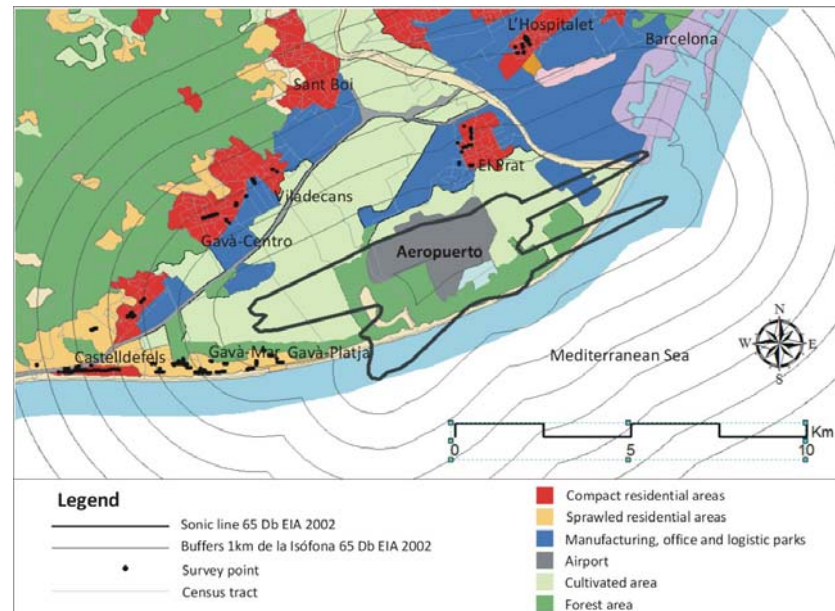 L'Hospitalet
Barcelona
Sant Boi
El Prat
Viladecans
Gavà-Centro
Aeropuerto
Castelldefels
Gavà-Mar
Gavà-Platja
Mediterranean Sea
N
W
E
S
Km
0
5
10
Legend
Sonic line 65 Db EIA 2002
Buffers 1km de la Isófona 65 Db EIA 2002
Survey point
Census tract
Compact residential areas
Sprawled residential areas
Manufacturing, office and logistic parks
Airport
Cultivated area
Forest area